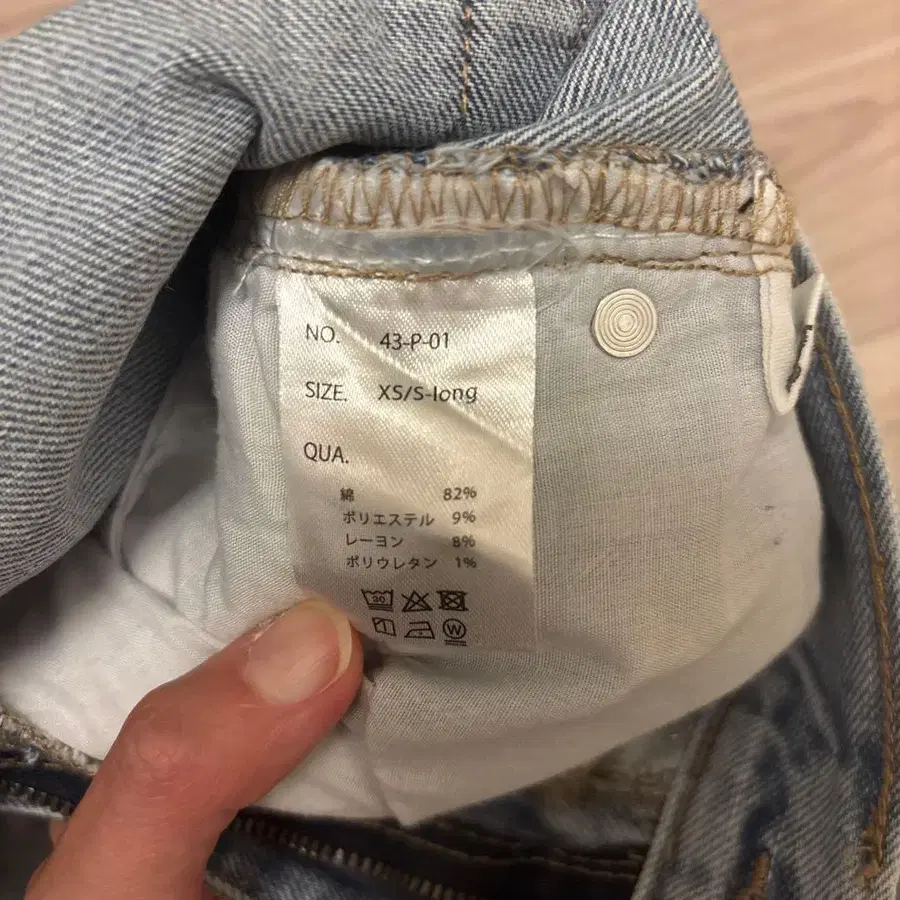 NO. 43-P-01
SIZE. XS/S-long
QUA.
綿 82%
ポリエステル 9%
レーヨン 8%
ポリウレタン 1%
30
W